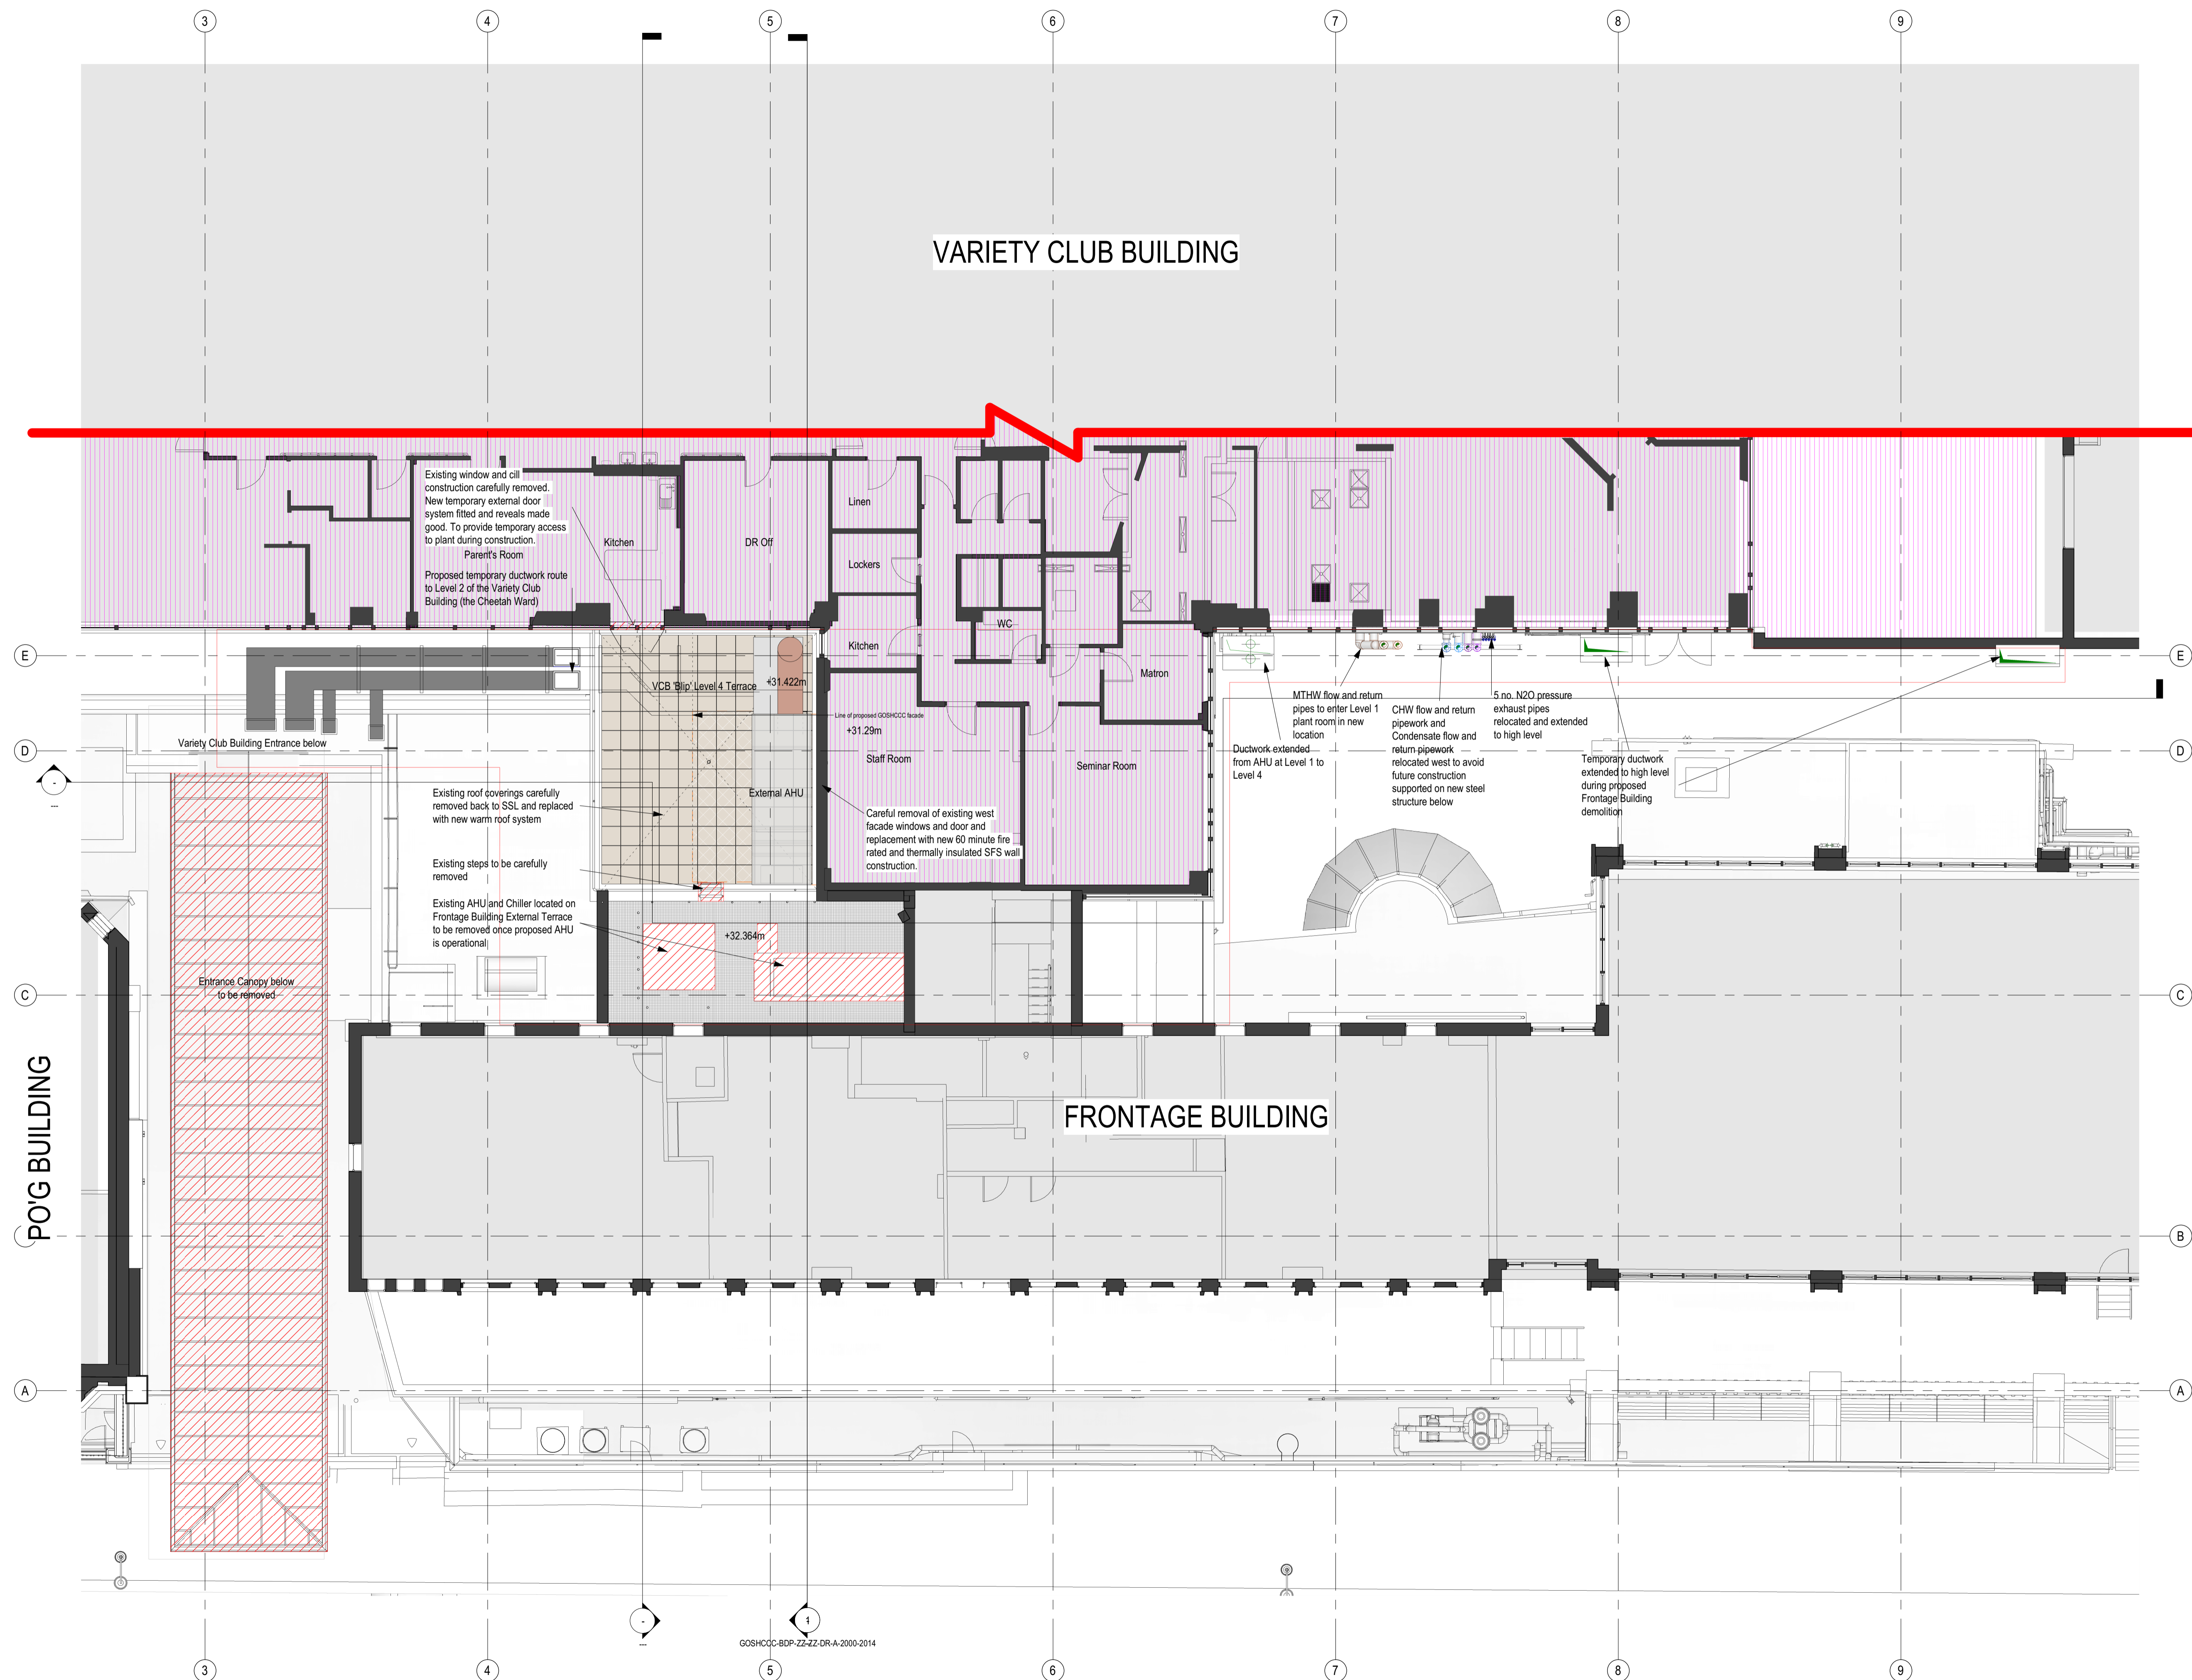 3
4
5
6
7
8
9
VARIETY CLUB BUILDING
Existing window and cill
construction carefully removed.
New temporary external door
system fitted and reveals made
good. To provide temporary access
to plant during construction.
Parent's Room
Proposed temporary ductwork route
to Level 2 of the Variety Club
Building (the Cheetah Ward)
Kitchen
DR Off
Linen
Lockers
Kitchen
WC
Matron
E
E
VCB 'Blip' Level 4 Terrace
+31.422m
Line of proposed GOSHCCC facade
+31.29m
Staff Room
Seminar Room
External AHU
MTHW flow and return
pipes to enter Level 1
plant room in new
location
Ductwork extended
from AHU at Level 1 to
Level 4
CHW flow and return
pipework and
Condensate flow and
return pipework
relocated west to avoid
future construction
supported on new steel
structure below
5 no. N2O pressure
exhaust pipes
relocated and extended
to high level
Temporary ductwork
extended to high level
during proposed
Frontage Building
demolition
Variety Club Building Entrance below
D
D
-
---
Existing roof coverings carefully
removed back to SSL and replaced
with new warm roof system
Careful removal of existing west
facade windows and door and
replacement with new 60 minute fire
rated and thermally insulated SFS wall
construction.
Existing steps to be carefully
removed
Existing AHU and Chiller located on
Frontage Building External Terrace
to be removed once proposed AHU
is operational
+32.364m
Entrance Canopy below
to be removed
C
C
PO'G BUILDING
FRONTAGE BUILDING
B
A
A
-
---
1
GOSHCCC-BDP-ZZ-ZZ-DR-A-2000-2014
3
4
5
6
7
8
9